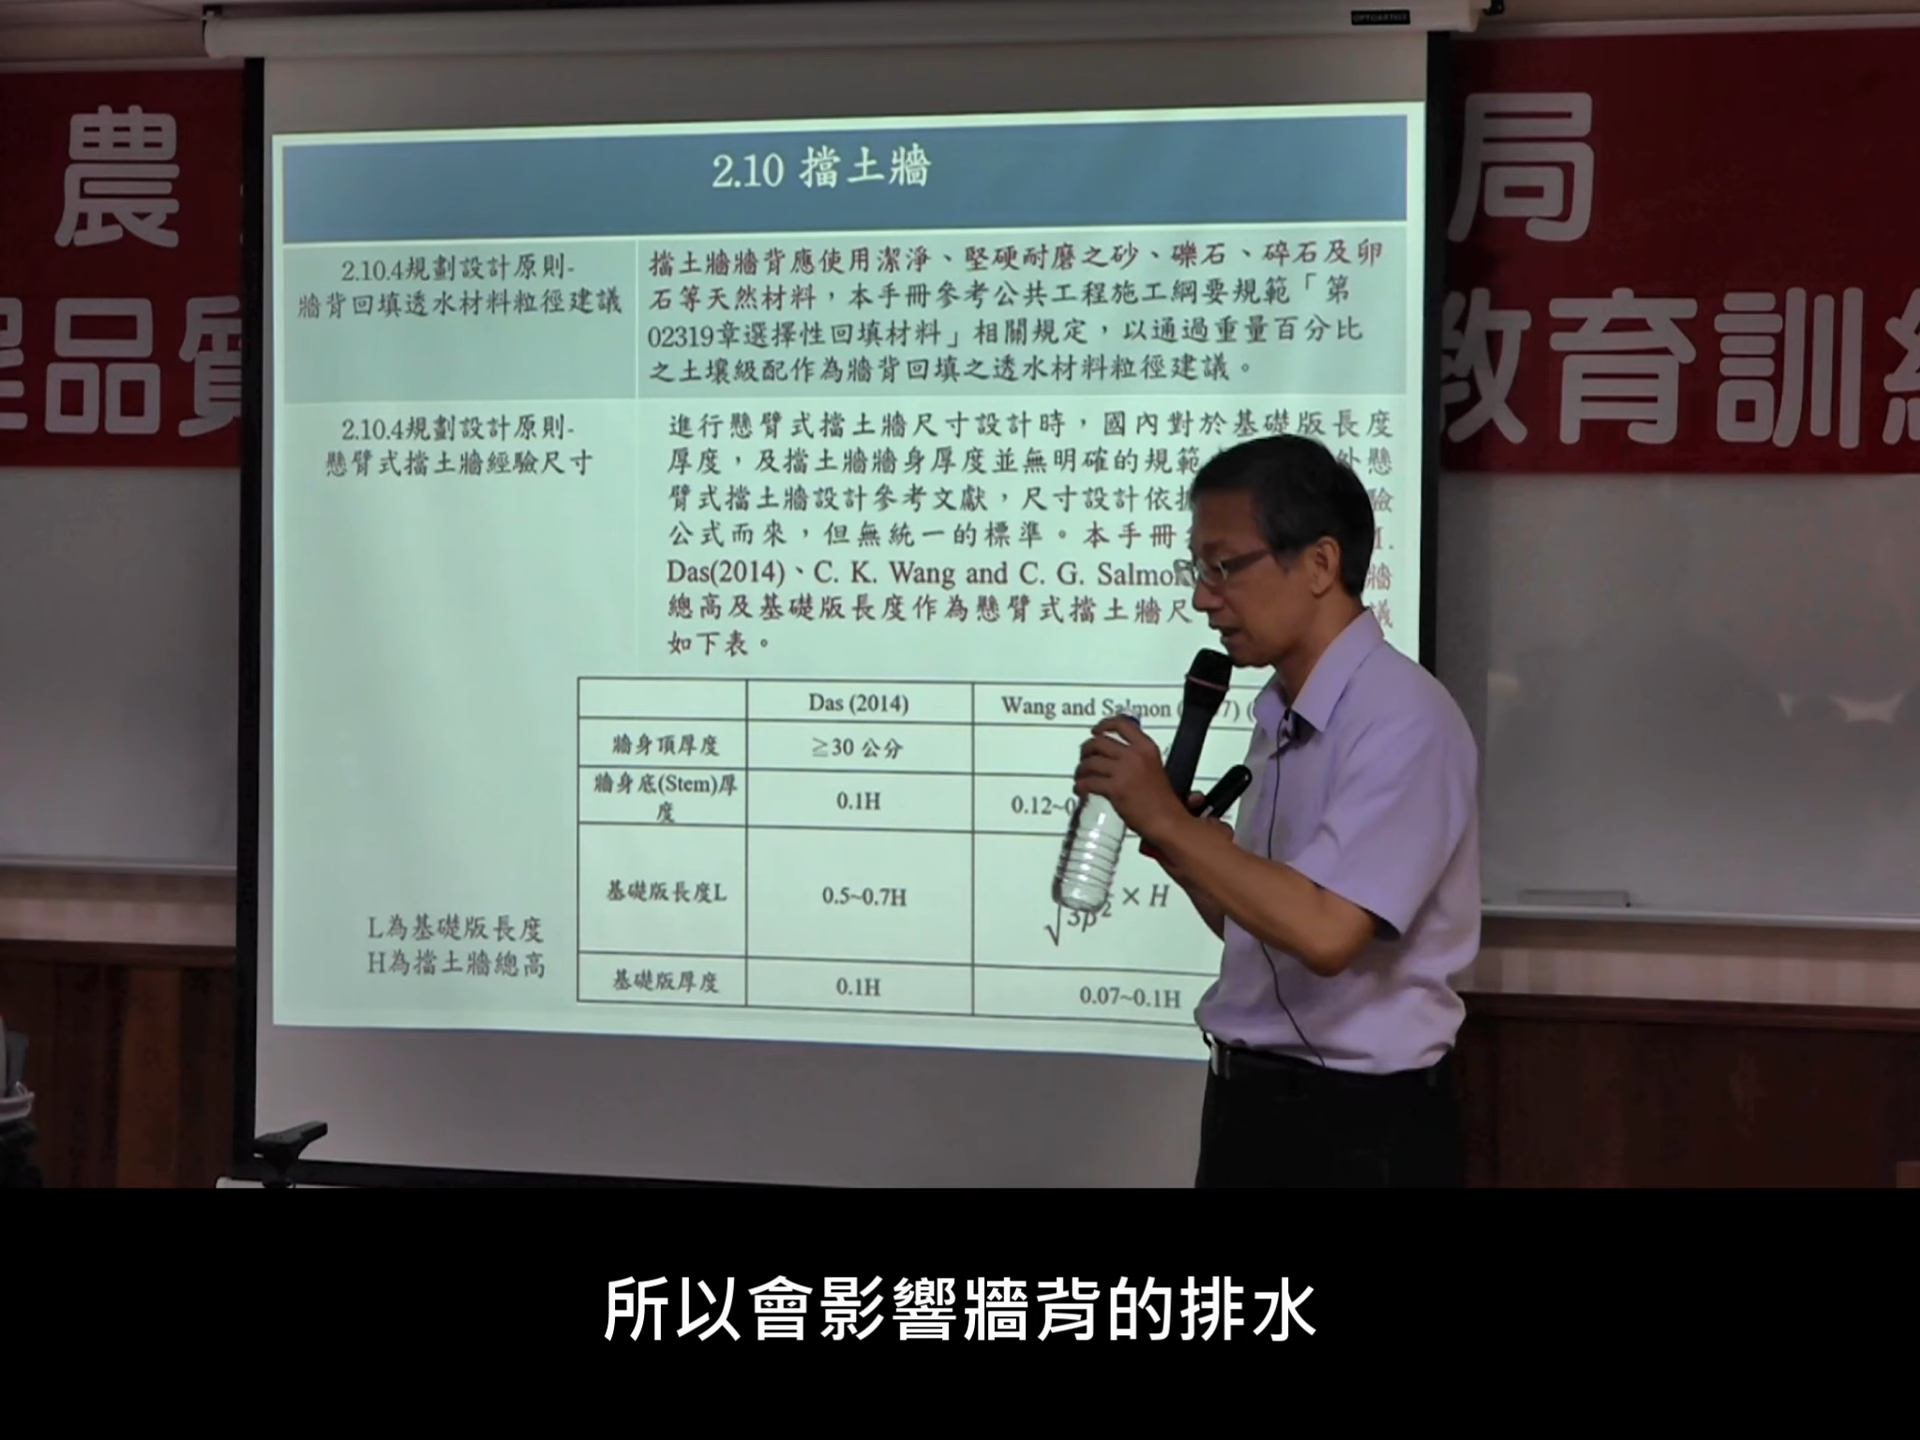 農
局
程品質
教育訓練
2.10 擋土牆
2.10.4規劃設計原則-
牆背回填透水材料粒徑建議
擋土牆牆背應使用潔淨、堅硬耐磨之砂、礫石、碎石及卵
石等天然材料，本手冊參考公共工程施工綱要規範「第
02319章選擇性回填材料」相關規定，以通過重量百分比
之土壤級配作為牆背回填之透水材料粒徑建議。
2.10.4規劃設計原則-
懸臂式擋土牆經驗尺寸
進行懸臂式擋土牆尺寸設計時，國內對於基礎版長度
厚度，及擋土牆牆身厚度並無明確的規範 外懸
臂式擋土牆設計參考文獻，尺寸設計依據 驗
公式而來，但無統一的標準。本手冊
Das(2014)、C. K. Wang and C. G. Salmon 牆
總高及基礎版長度作為懸臂式擋土牆尺 議
如下表。
Das (2014)
Wang and Salmon
牆身頂厚度
≧30 公分
牆身底(Stem)厚
度
0.1H
0.12~0
基礎版長度L
0.5~0.7H
× H
基礎版厚度
0.1H
0.07~0.1H
L為基礎版長度
H為擋土牆總高
所以會影響牆背的排水